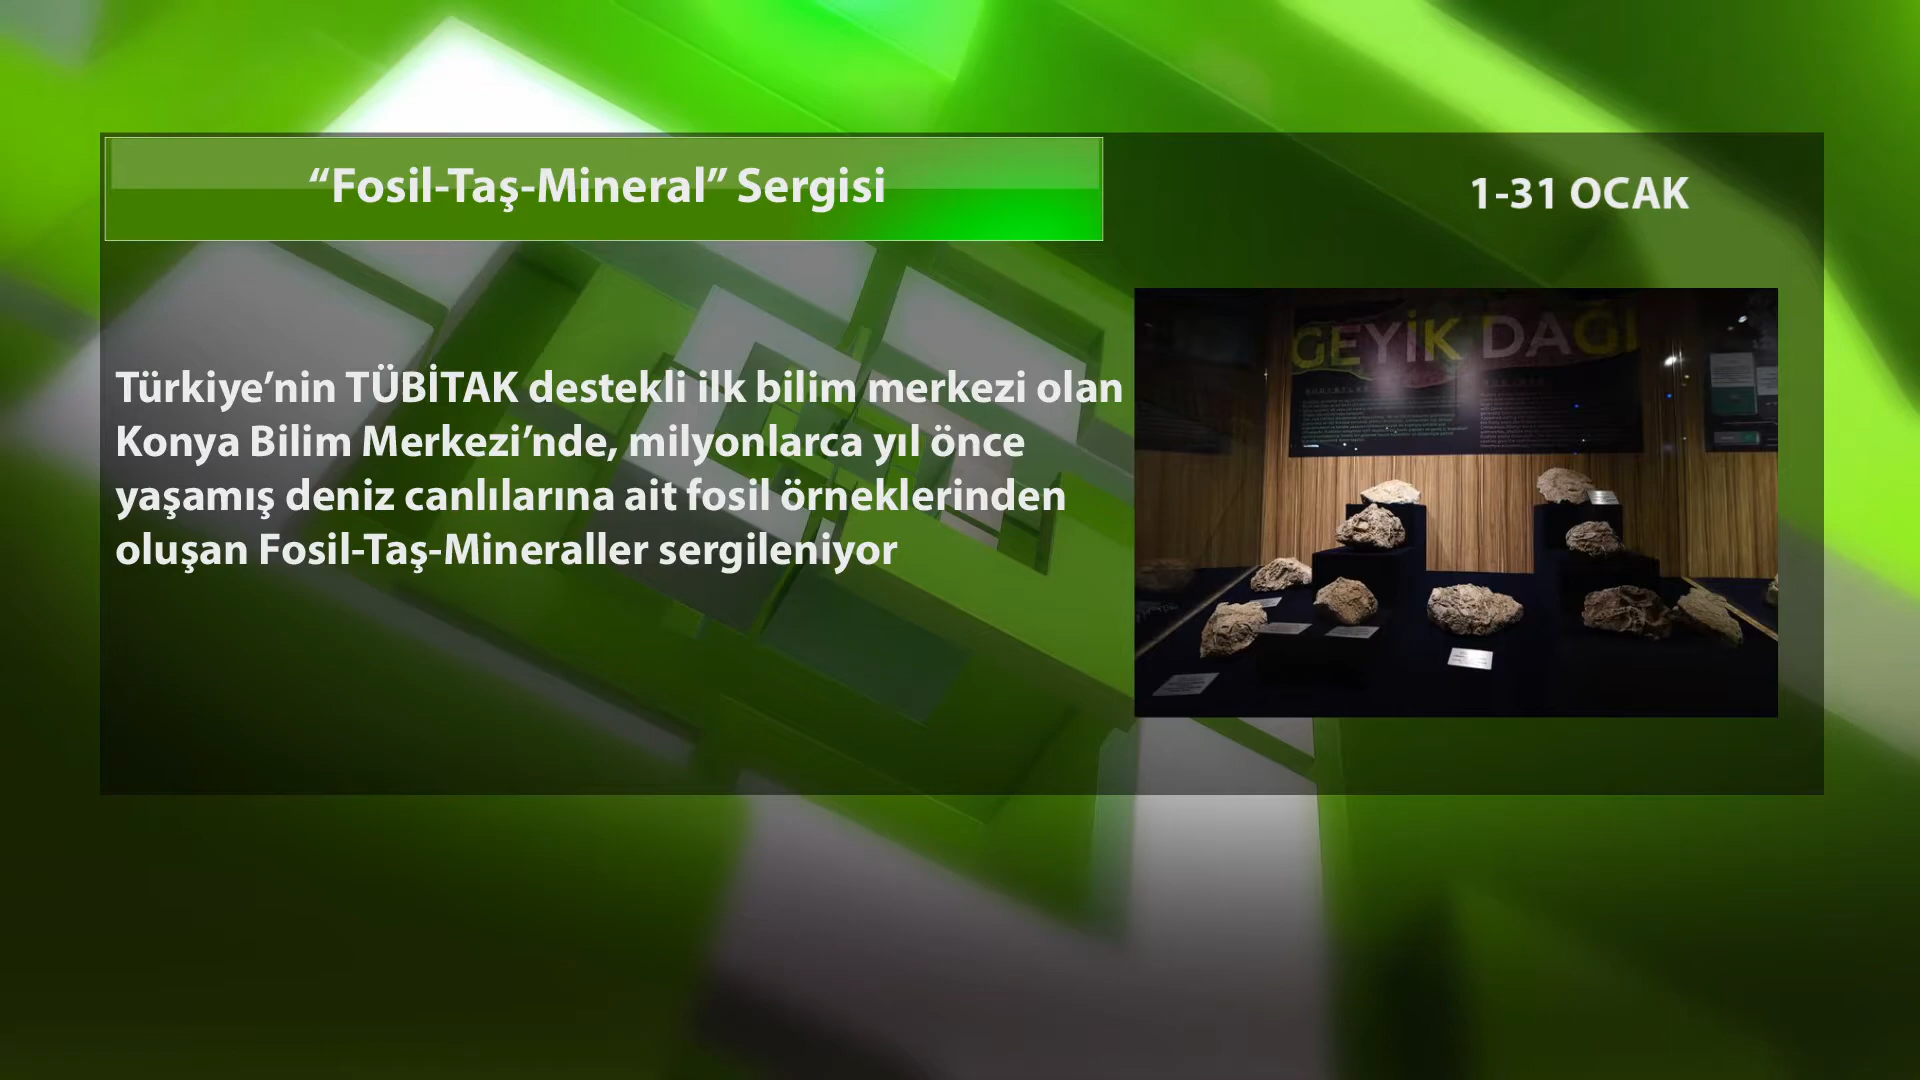 “Fosil-Taş-Mineral” Sergisi
1-31 OCAK
Türkiye’nin TÜBİTAK destekli ilk bilim merkezi olan
Konya Bilim Merkezi’nde, milyonlarca yıl önce
yaşamış deniz canlılarına ait fosil örneklerinden
oluşan Fosil-Taş-Mineraller sergileniyor
GEYİK DAĞI